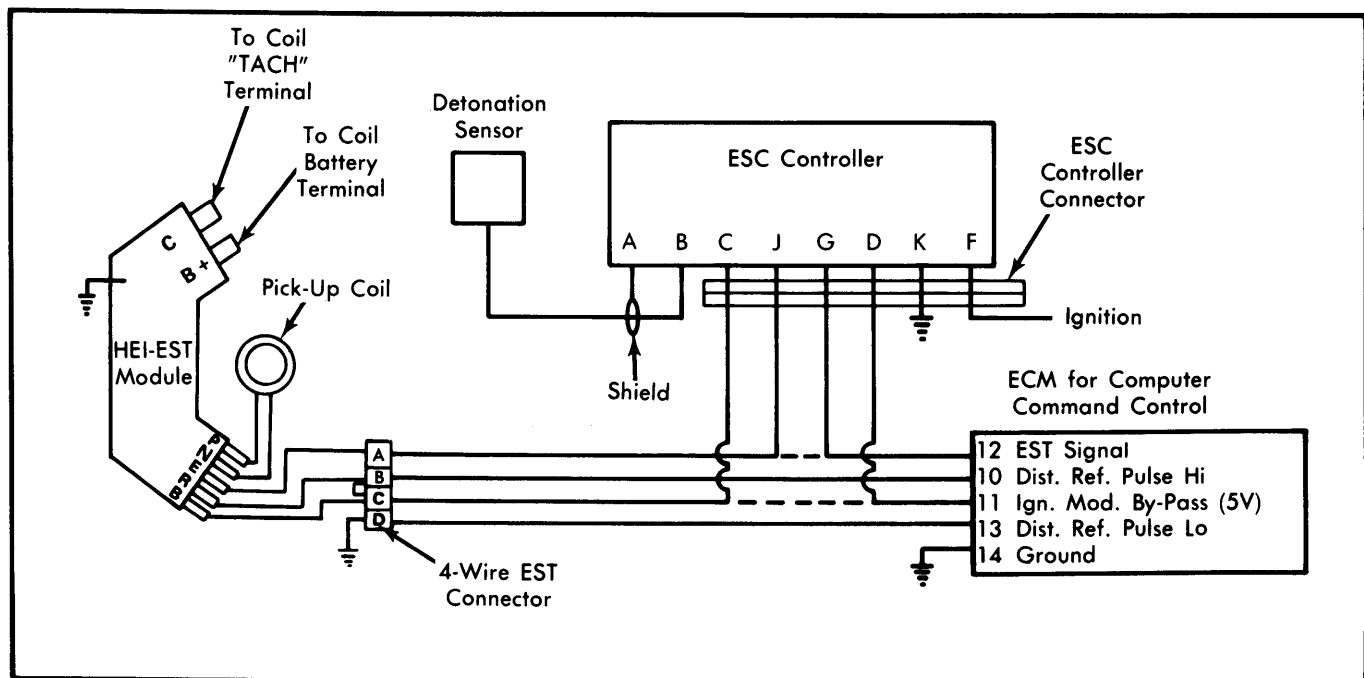 To Coil
"TACH"
Terminal
To Coil
Battery
Terminal
Detonation
Sensor
ESC Controller
ESC
Controller
Connector
A B C J G D K F
C
B +
Pick-Up Coil
HEI-EST
Module
Ignition
Shield
ECM for Computer
Command Control
P N E R B
A
B
C
D
12 EST Signal
10 Dist. Ref. Pulse Hi
11 Ign. Mod. By-Pass (5V)
13 Dist. Ref. Pulse Lo
14 Ground
4-Wire EST
Connector